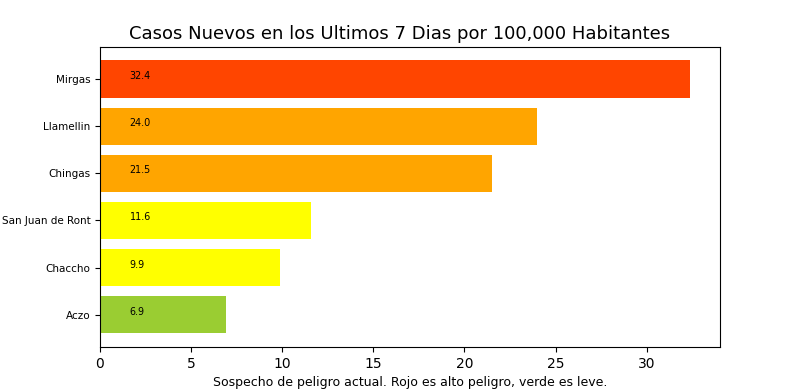 Casos Nuevos en los Ultimos 7 Dias por 100,000 Habitantes
Mirgas 32.4
Llamellin 24.0
Chingas 21.5
San Juan de Ront 11.6
Chaccho 9.9
Aczo 6.9
0 5 10 15 20 25 30
Sospecho de peligro actual. Rojo es alto peligro, verde es leve.